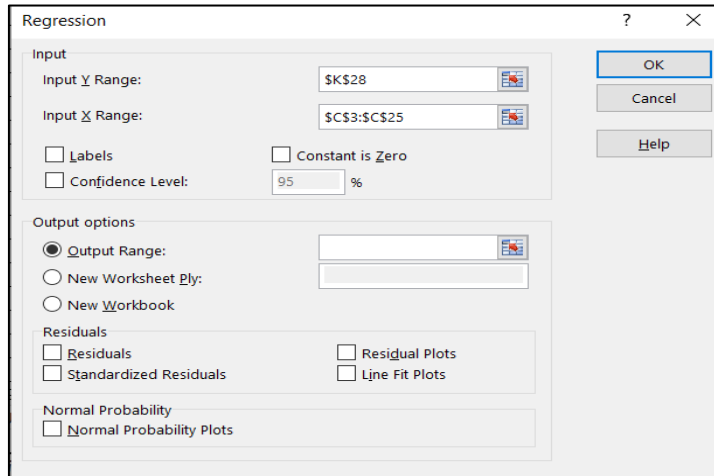 Regression ? ×
Input
Input Y Range: $K$28
Input X Range: $C$3:$C$25
Labels Constant is Zero
Confidence Level: 95 %
OK
Cancel
Help
Output options
Output Range:
New Worksheet Ply:
New Workbook
Residuals
Residuals Residual Plots
Standardized Residuals Line Fit Plots
Normal Probability
Normal Probability Plots